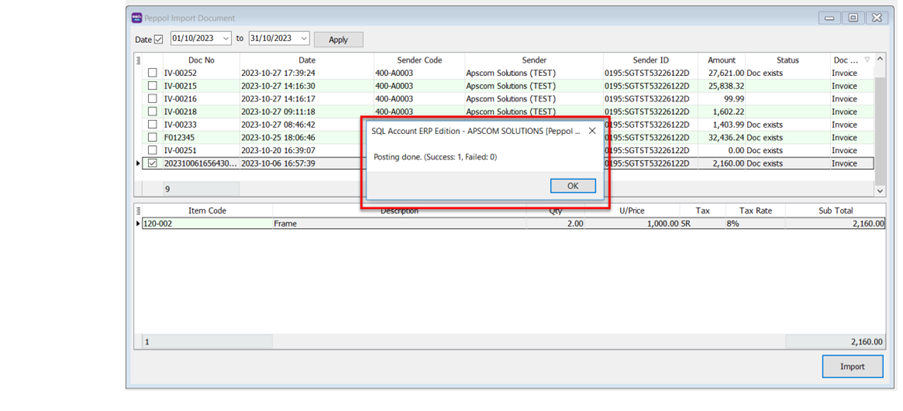 Peppol Import Document
Date 01/10/2023 to 31/10/2023 Apply
Doc No Date Sender Code Sender Sender ID Amount Status Doc ...
IV-00252 2023-10-27 17:39:24 400-A0003 Apscom Solutions (TEST) 0195:SGTST53226122D 27,621.00 Doc exists Invoice
IV-00215 2023-10-27 14:16:30 400-A0003 Apscom Solutions (TEST) 0195:SGTST53226122D 25,838.32 Invoice
IV-00216 2023-10-27 14:16:17 400-A0003 Apscom Solutions (TEST) 0195:SGTST53226122D 99.99 Invoice
IV-00218 2023-10-27 09:11:18 400-A0003 Apscom Solutions (TEST) 0195:SGTST53226122D 1,602.22 Invoice
IV-00233 2023-10-27 08:46:42 0195:SGTST53226122D 1,403.99 Doc exists Invoice
F012345 2023-10-25 18:06:46 0195:SGTST53226122D 32,436.24 Doc exists Invoice
IV-00251 2023-10-20 16:39:07 0195:SGTST53226122D 0.00 Doc exists Invoice
202310061656430... 2023-10-06 16:57:39 0195:SGTST53226122D 2,160.00 Doc exists Invoice
9
SQL Account ERP Edition - APSCOM SOLUTIONS [Peppol ...
Posting done. (Success: 1, Failed: 0)
OK
Item Code Description Qty U/Price Tax Tax Rate Sub Total
120-002 Frame 2.00 1,000.00 SR 8% 2,160.00
1 2,160.00
Import